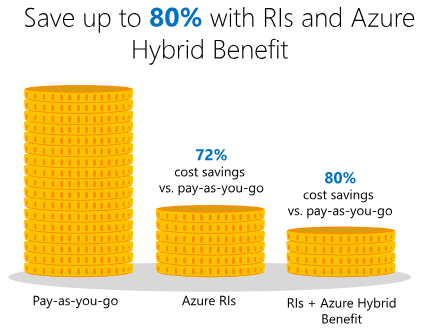 Save up to 80% with RIs and Azure
Hybrid Benefit
72%
cost savings
vs. pay-as-you-go
80%
cost savings
vs. pay-as-you-go
Pay-as-you-go
Azure RIs
RIs + Azure Hybrid
Benefit